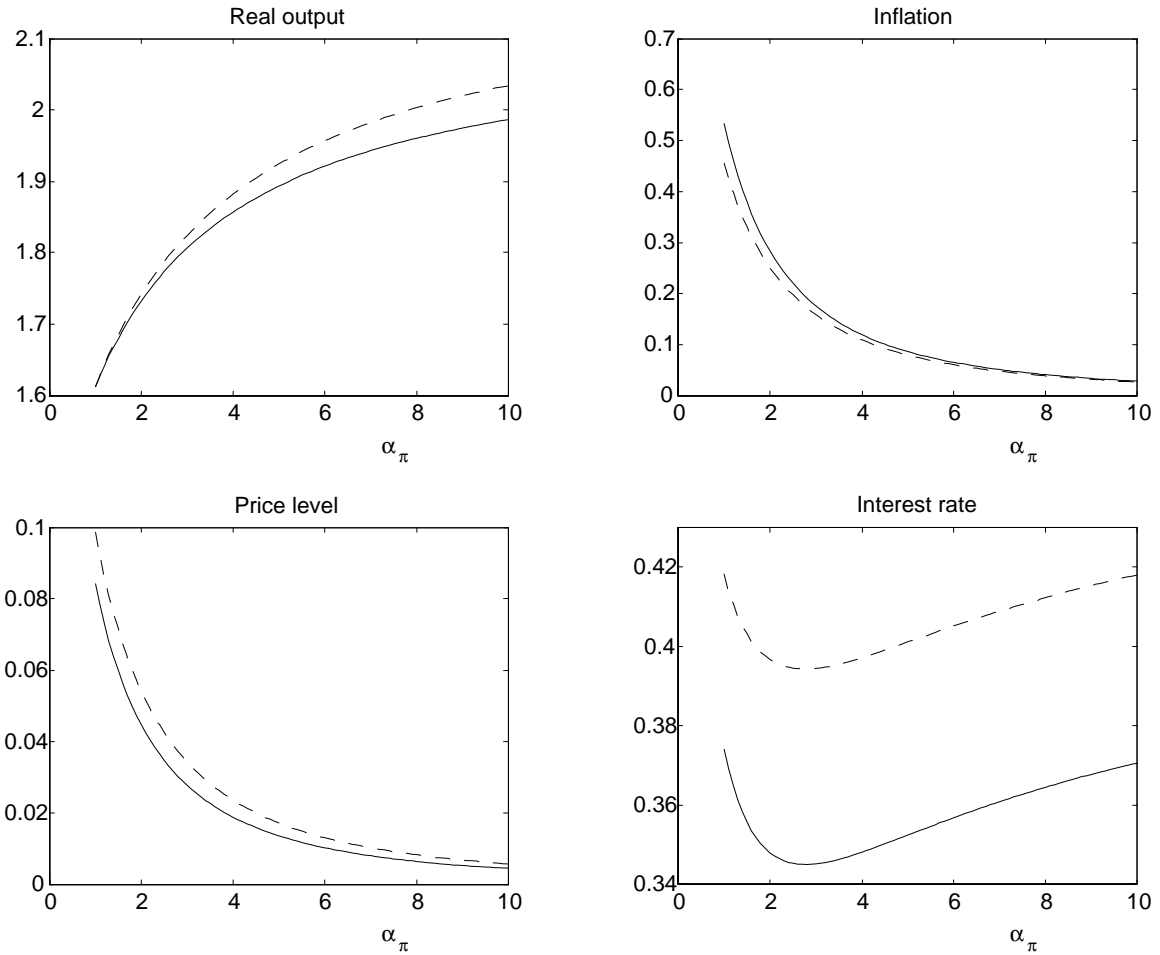 Real output
2.1
2
1.9
1.8
1.7
1.6
0 2 4 6 8 10
α_π
Inflation
0.7
0.6
0.5
0.4
0.3
0.2
0.1
0
0 2 4 6 8 10
α_π
Price level
0.1
0.08
0.06
0.04
0.02
0
0 2 4 6 8 10
α_π
Interest rate
0.42
0.4
0.38
0.36
0.34
0 2 4 6 8 10
α_π